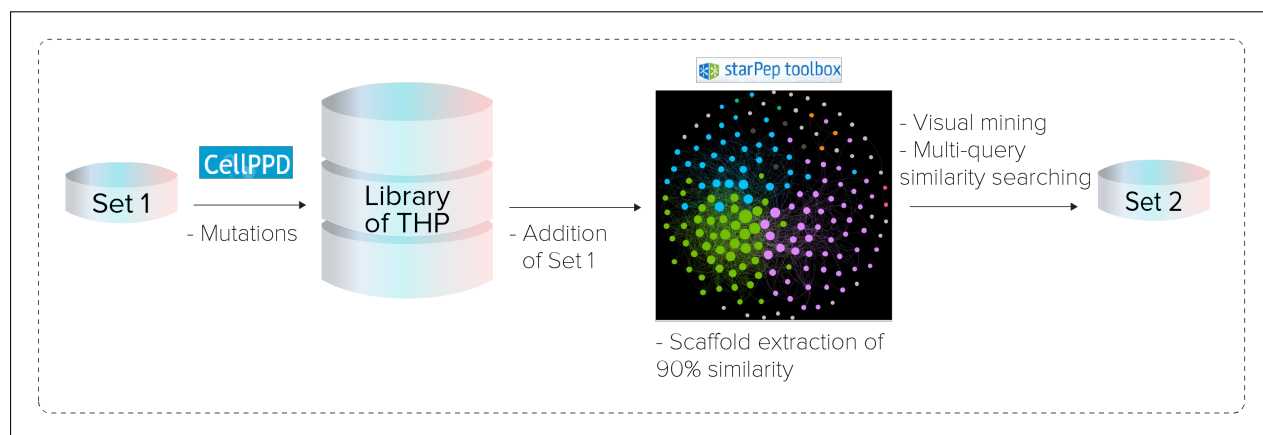 Set 1
CellPPD
- Mutations
Library
of THP
- Addition
of Set 1
starPep toolbox
- Scaffold extraction of
90% similarity
- Visual mining
- Multi-query
similarity searching
Set 2